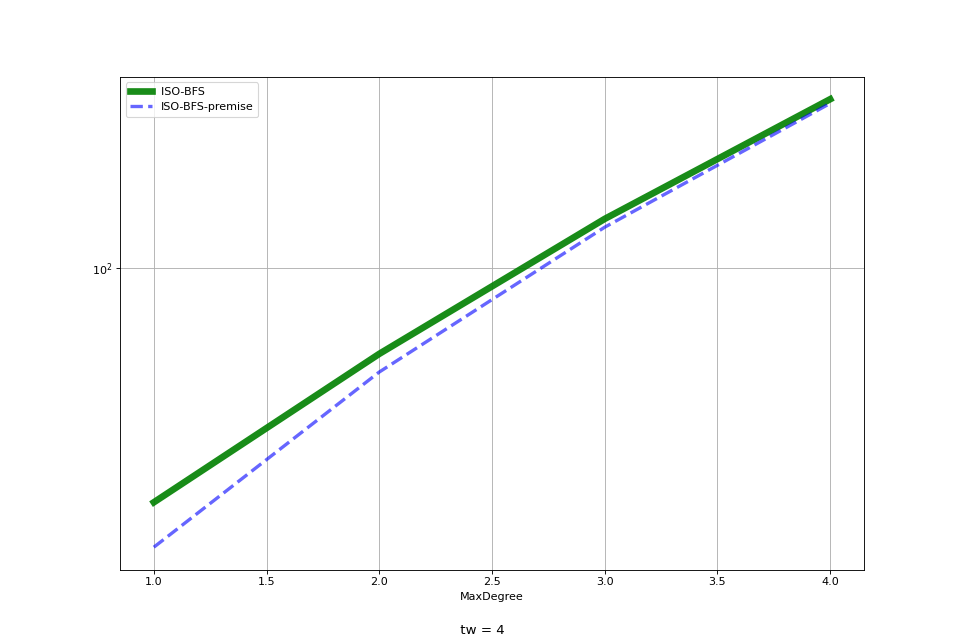 ISO-BFS
ISO-BFS-premise
10²
1.0 1.5 2.0 2.5 3.0 3.5 4.0
MaxDegree
tw = 4